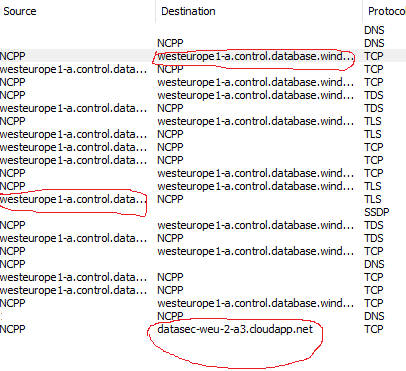 Source Destination Protoco
DNS
NCPP DNS
NCPP westeurope1-a.control.database.wind... TCP
westeurope1-a.control.data... NCPP TCP
NCPP westeurope1-a.control.database.wind... TCP
NCPP westeurope1-a.control.database.wind... TDS
westeurope1-a.control.data... NCPP TDS
NCPP westeurope1-a.control.database.wind... TLS
westeurope1-a.control.data... NCPP TLS
westeurope1-a.control.data... NCPP TCP
NCPP westeurope1-a.control.database.wind... TCP
westeurope1-a.control.data... NCPP TCP
NCPP westeurope1-a.control.database.wind... TLS
westeurope1-a.control.data... NCPP TLS
SSDP
NCPP westeurope1-a.control.database.wind... TDS
westeurope1-a.control.data... NCPP TDS
NCPP westeurope1-a.control.database.wind... TCP
NCPP DNS
westeurope1-a.control.data... NCPP TCP
westeurope1-a.control.data... NCPP TCP
NCPP westeurope1-a.control.database.wind... TCP
: NCPP DNS
NCPP datasec-weu-2-a3.cloudapp.net TCP